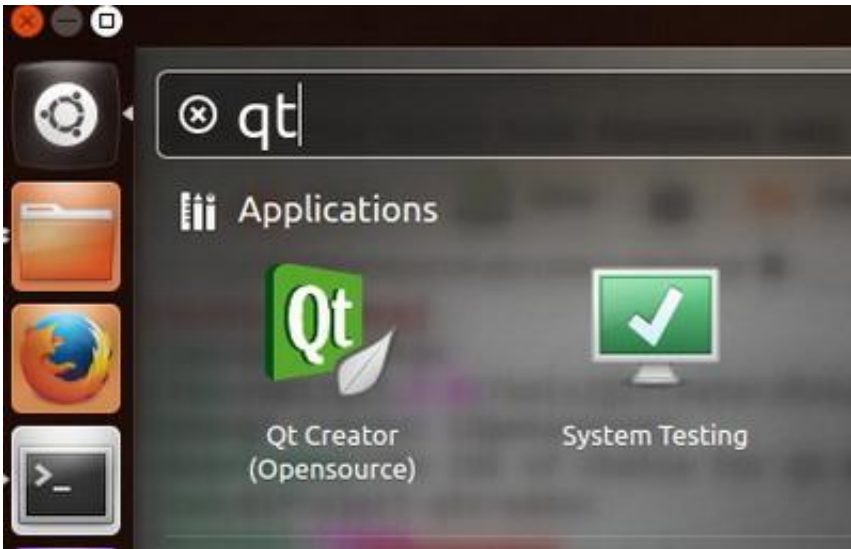 qt
Applications
Qt
Qt Creator
(Opensource)
System Testing
>_